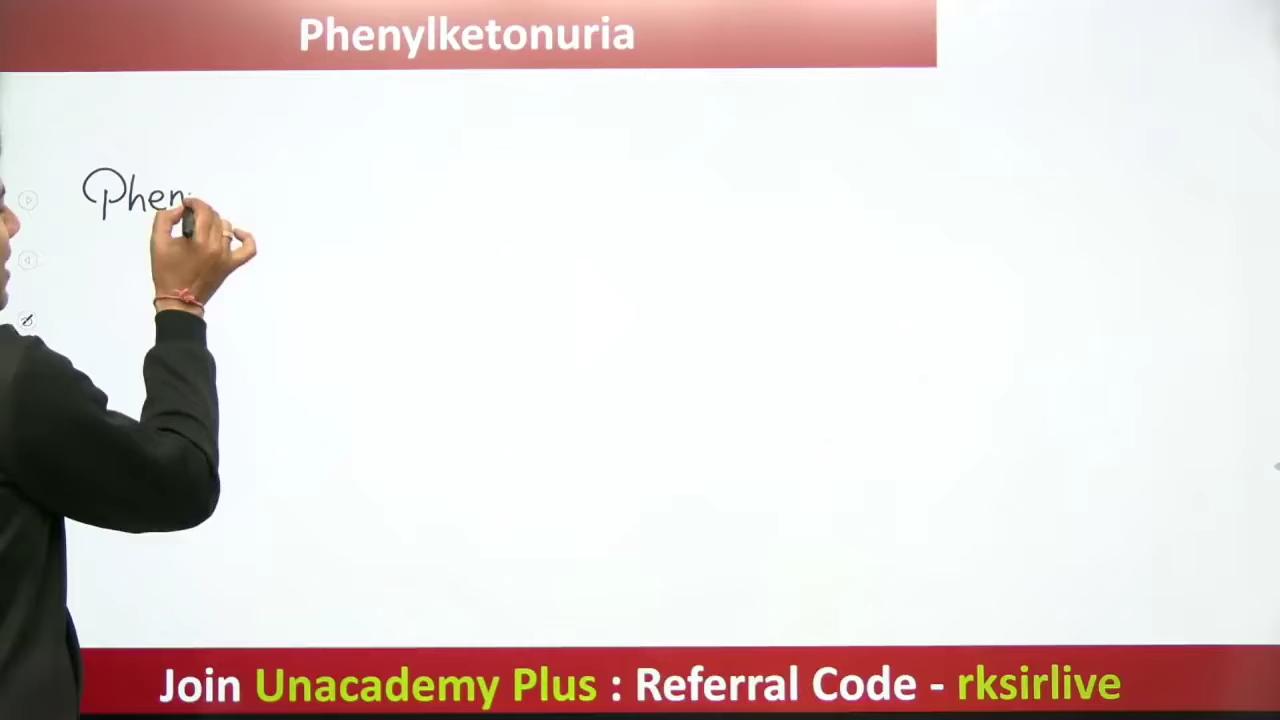 Phenylketonuria
Phen
Join Unacademy Plus : Referral Code - rksirlive